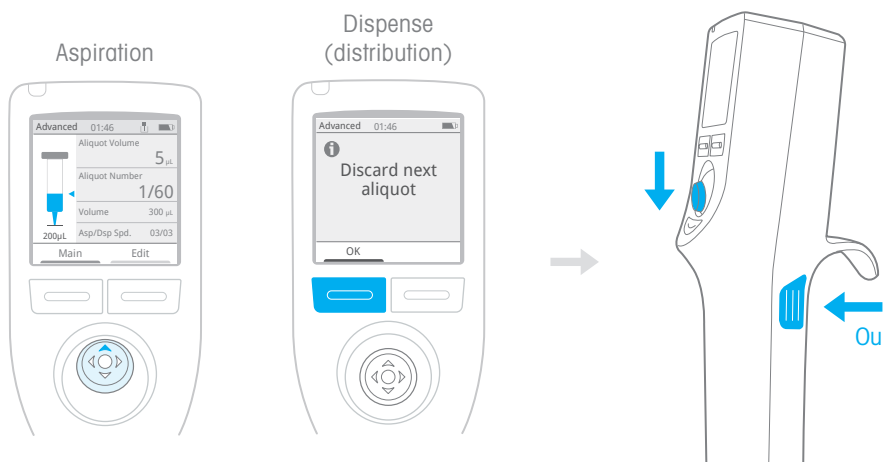 Aspiration
Dispense
(distribution)
Advanced 01:46
Aliquot Volume
5 µL
Aliquot Number
1/60
Volume 300 µL
200µL Asp/Dsp Spd. 03/03
Main Edit
Advanced 01:46
Discard next
aliquot
OK
Ou